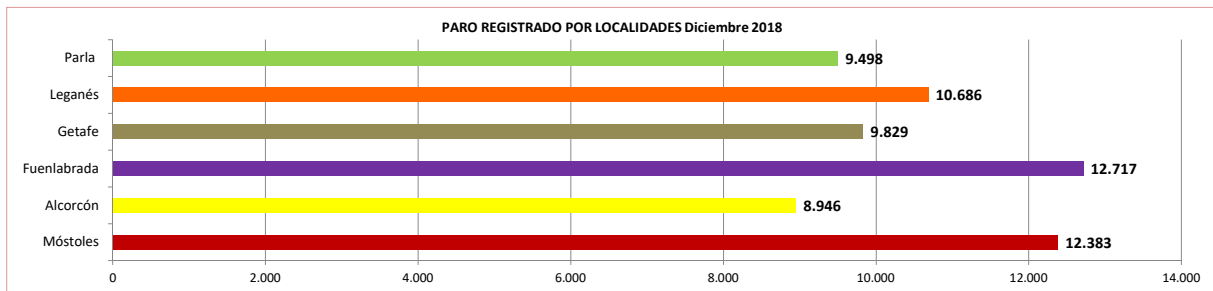 PARO REGISTRADO POR LOCALIDADES Diciembre 2018
Parla 9.498
Leganés 10.686
Getafe 9.829
Fuenlabrada 12.717
Alcorcón 8.946
Móstoles 12.383
0 2.000 4.000 6.000 8.000 10.000 12.000 14.000